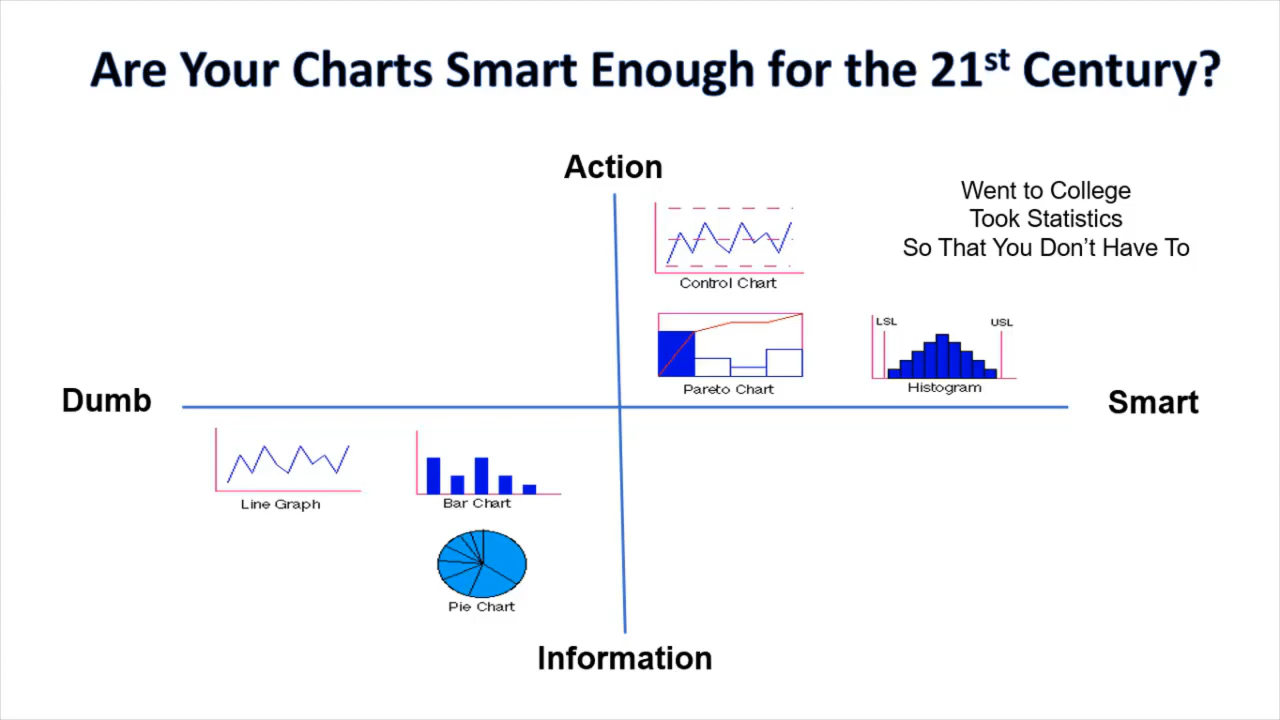 Are Your Charts Smart Enough for the 21st Century?
Action
Went to College
Took Statistics
So That You Don't Have To
Control Chart
LSL
USL
Pareto Chart
Histogram
Dumb
Smart
Line Graph
Bar Chart
Pie Chart
Information